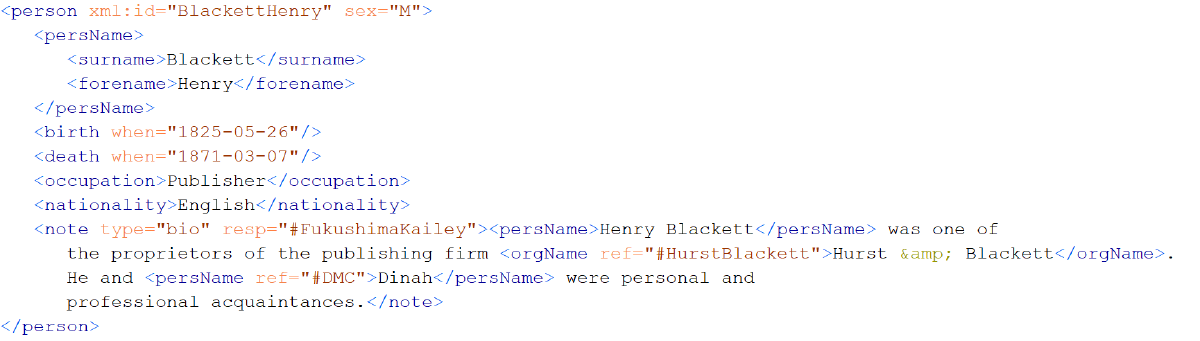 <person xml:id="BlackettHenry" sex="M">
<persName>
<surname>Blackett</surname>
<forename>Henry</forename>
</persName>
<birth when="1825-05-26"/>
<death when="1871-03-07"/>
<occupation>Publisher</occupation>
<nationality>English</nationality>
<note type="bio" resp="#FukushimaKailey"><persName>Henry Blackett</persName> was one of
the proprietors of the publishing firm <orgName ref="#HurstBlackett">Hurst &amp; Blackett</orgName>.
He and <persName ref="#DMC">Dinah</persName> were personal and
professional acquaintances.</note>
</person>